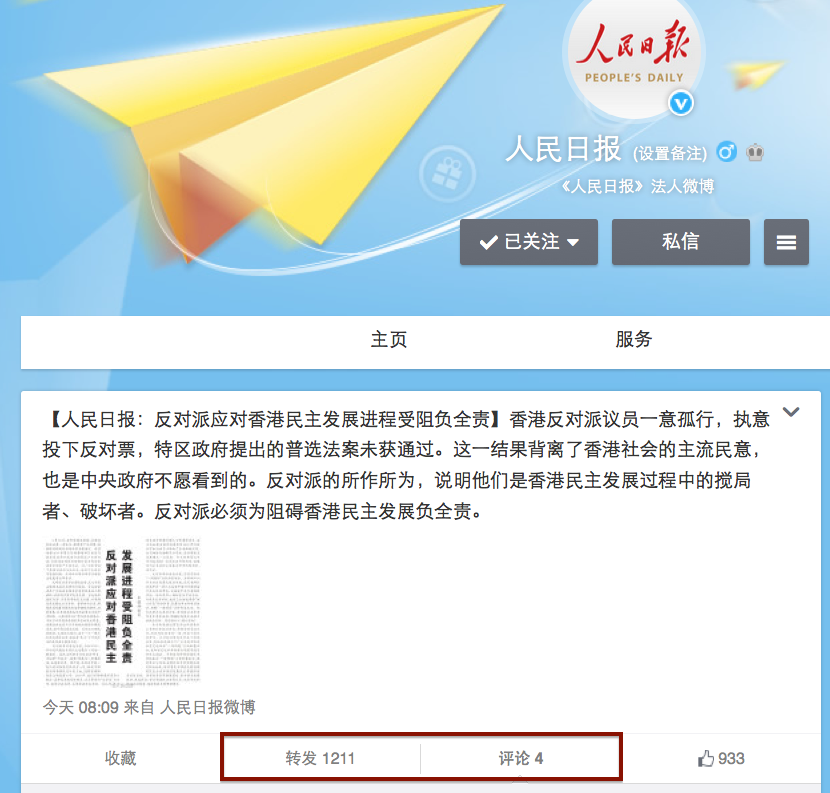 人民日报
PEOPLE'S DAILY
人民日报 (设置备注)
《人民日报》法人微博
已关注
私信
主页
服务
【人民日报：反对派应对香港民主发展进程受阻负全责】香港反对派议员一意孤行，执意
投下反对票，特区政府提出的普选法案未获通过。这一结果背离了香港社会的主流民意，
也是中央政府不愿看到的。反对派的所作所为，说明他们是香港民主发展过程中的搅局
者、破坏者。反对派必须为阻碍香港民主发展负全责。
反对派应对香港民主
发展进程受阻负全责
今天 08:09 来自 人民日报微博
收藏
转发 1211
评论 4
933